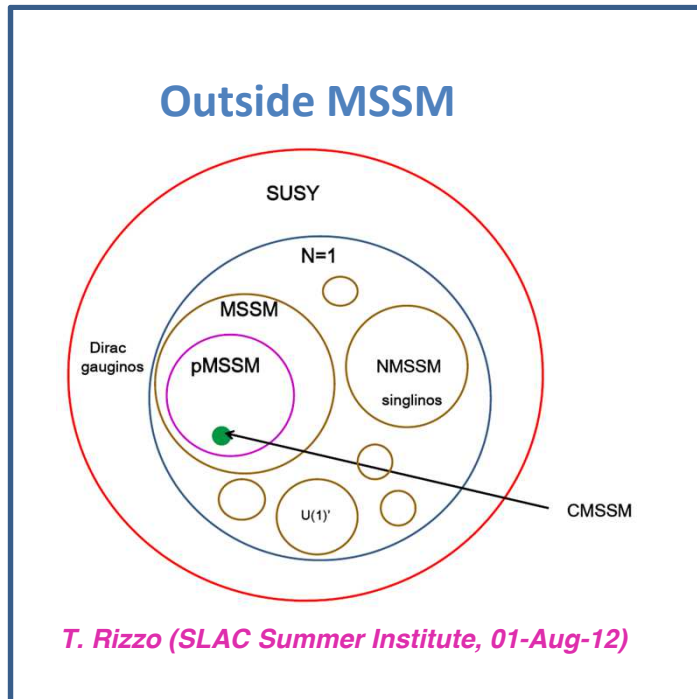 Outside MSSM
SUSY
N=1
MSSM
Dirac
gauginos
pMSSM
NMSSM
singlinos
U(1)'
CMSSM
T. Rizzo (SLAC Summer Institute, 01-Aug-12)